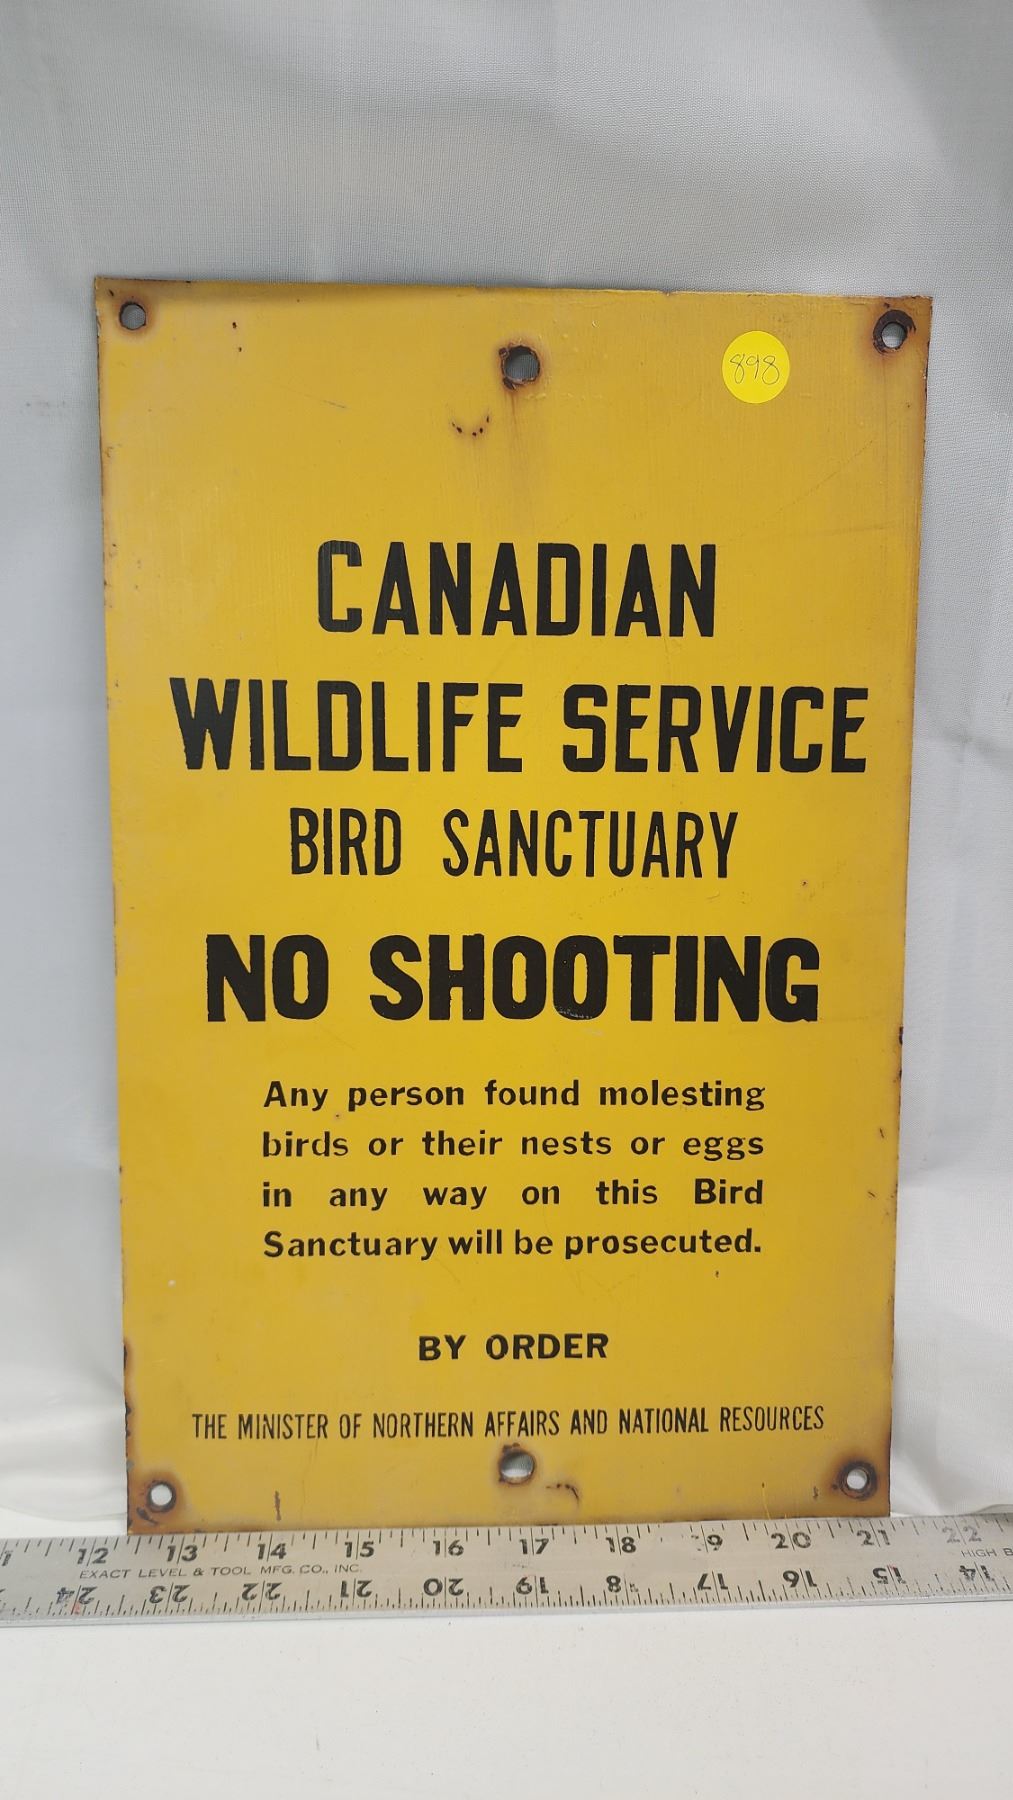 898
CANADIAN
WILDLIFE SERVICE
BIRD SANCTUARY
NO SHOOTING
Any person found molesting
birds or their nests or eggs
in any way on this Bird
Sanctuary will be prosecuted.
BY ORDER
THE MINISTER OF NORTHERN AFFAIRS AND NATIONAL RESOURCES
12 13 14 15 16 17 18 19 20 21 22
EXACT LEVEL & TOOL MFG. CO., INC. HIGH
24 23 22 21 20 19 18 17 16 15 14